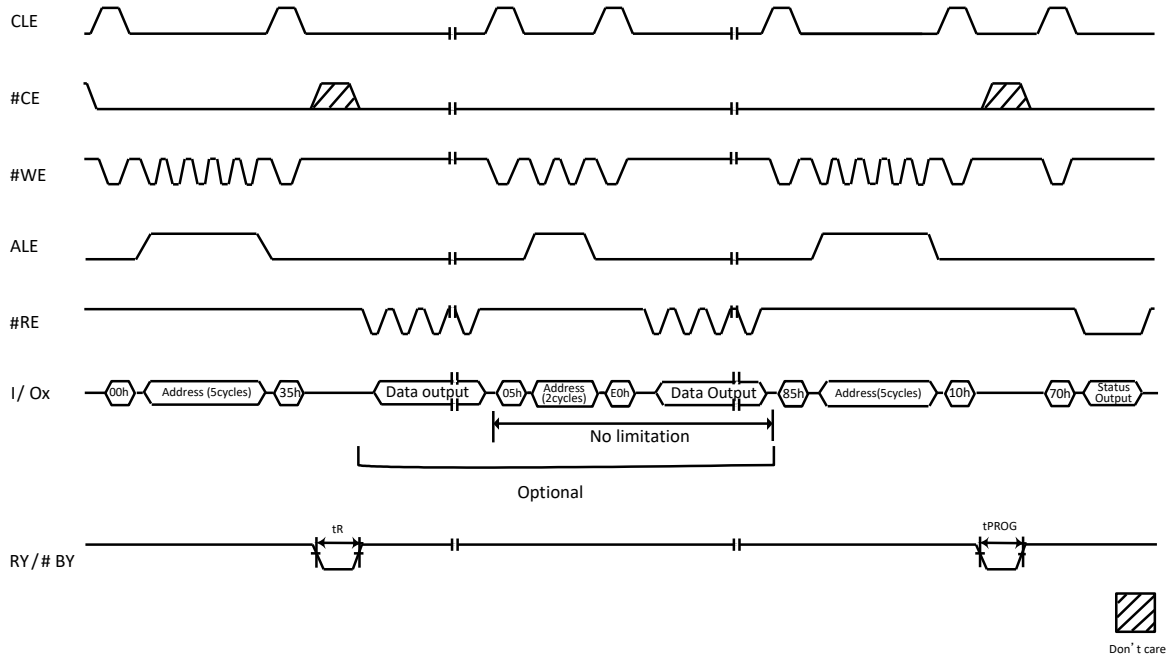 CLE
#CE
#WE
ALE
#RE
I/ Ox
00h
Address (5cycles)
35h
Data output
05h
Address
(2cycles)
E0h
Data Output
85h
Address(5cycles)
10h
70h
Status
Output
No limitation
Optional
tR
tPROG
RY/# BY
Don’t care